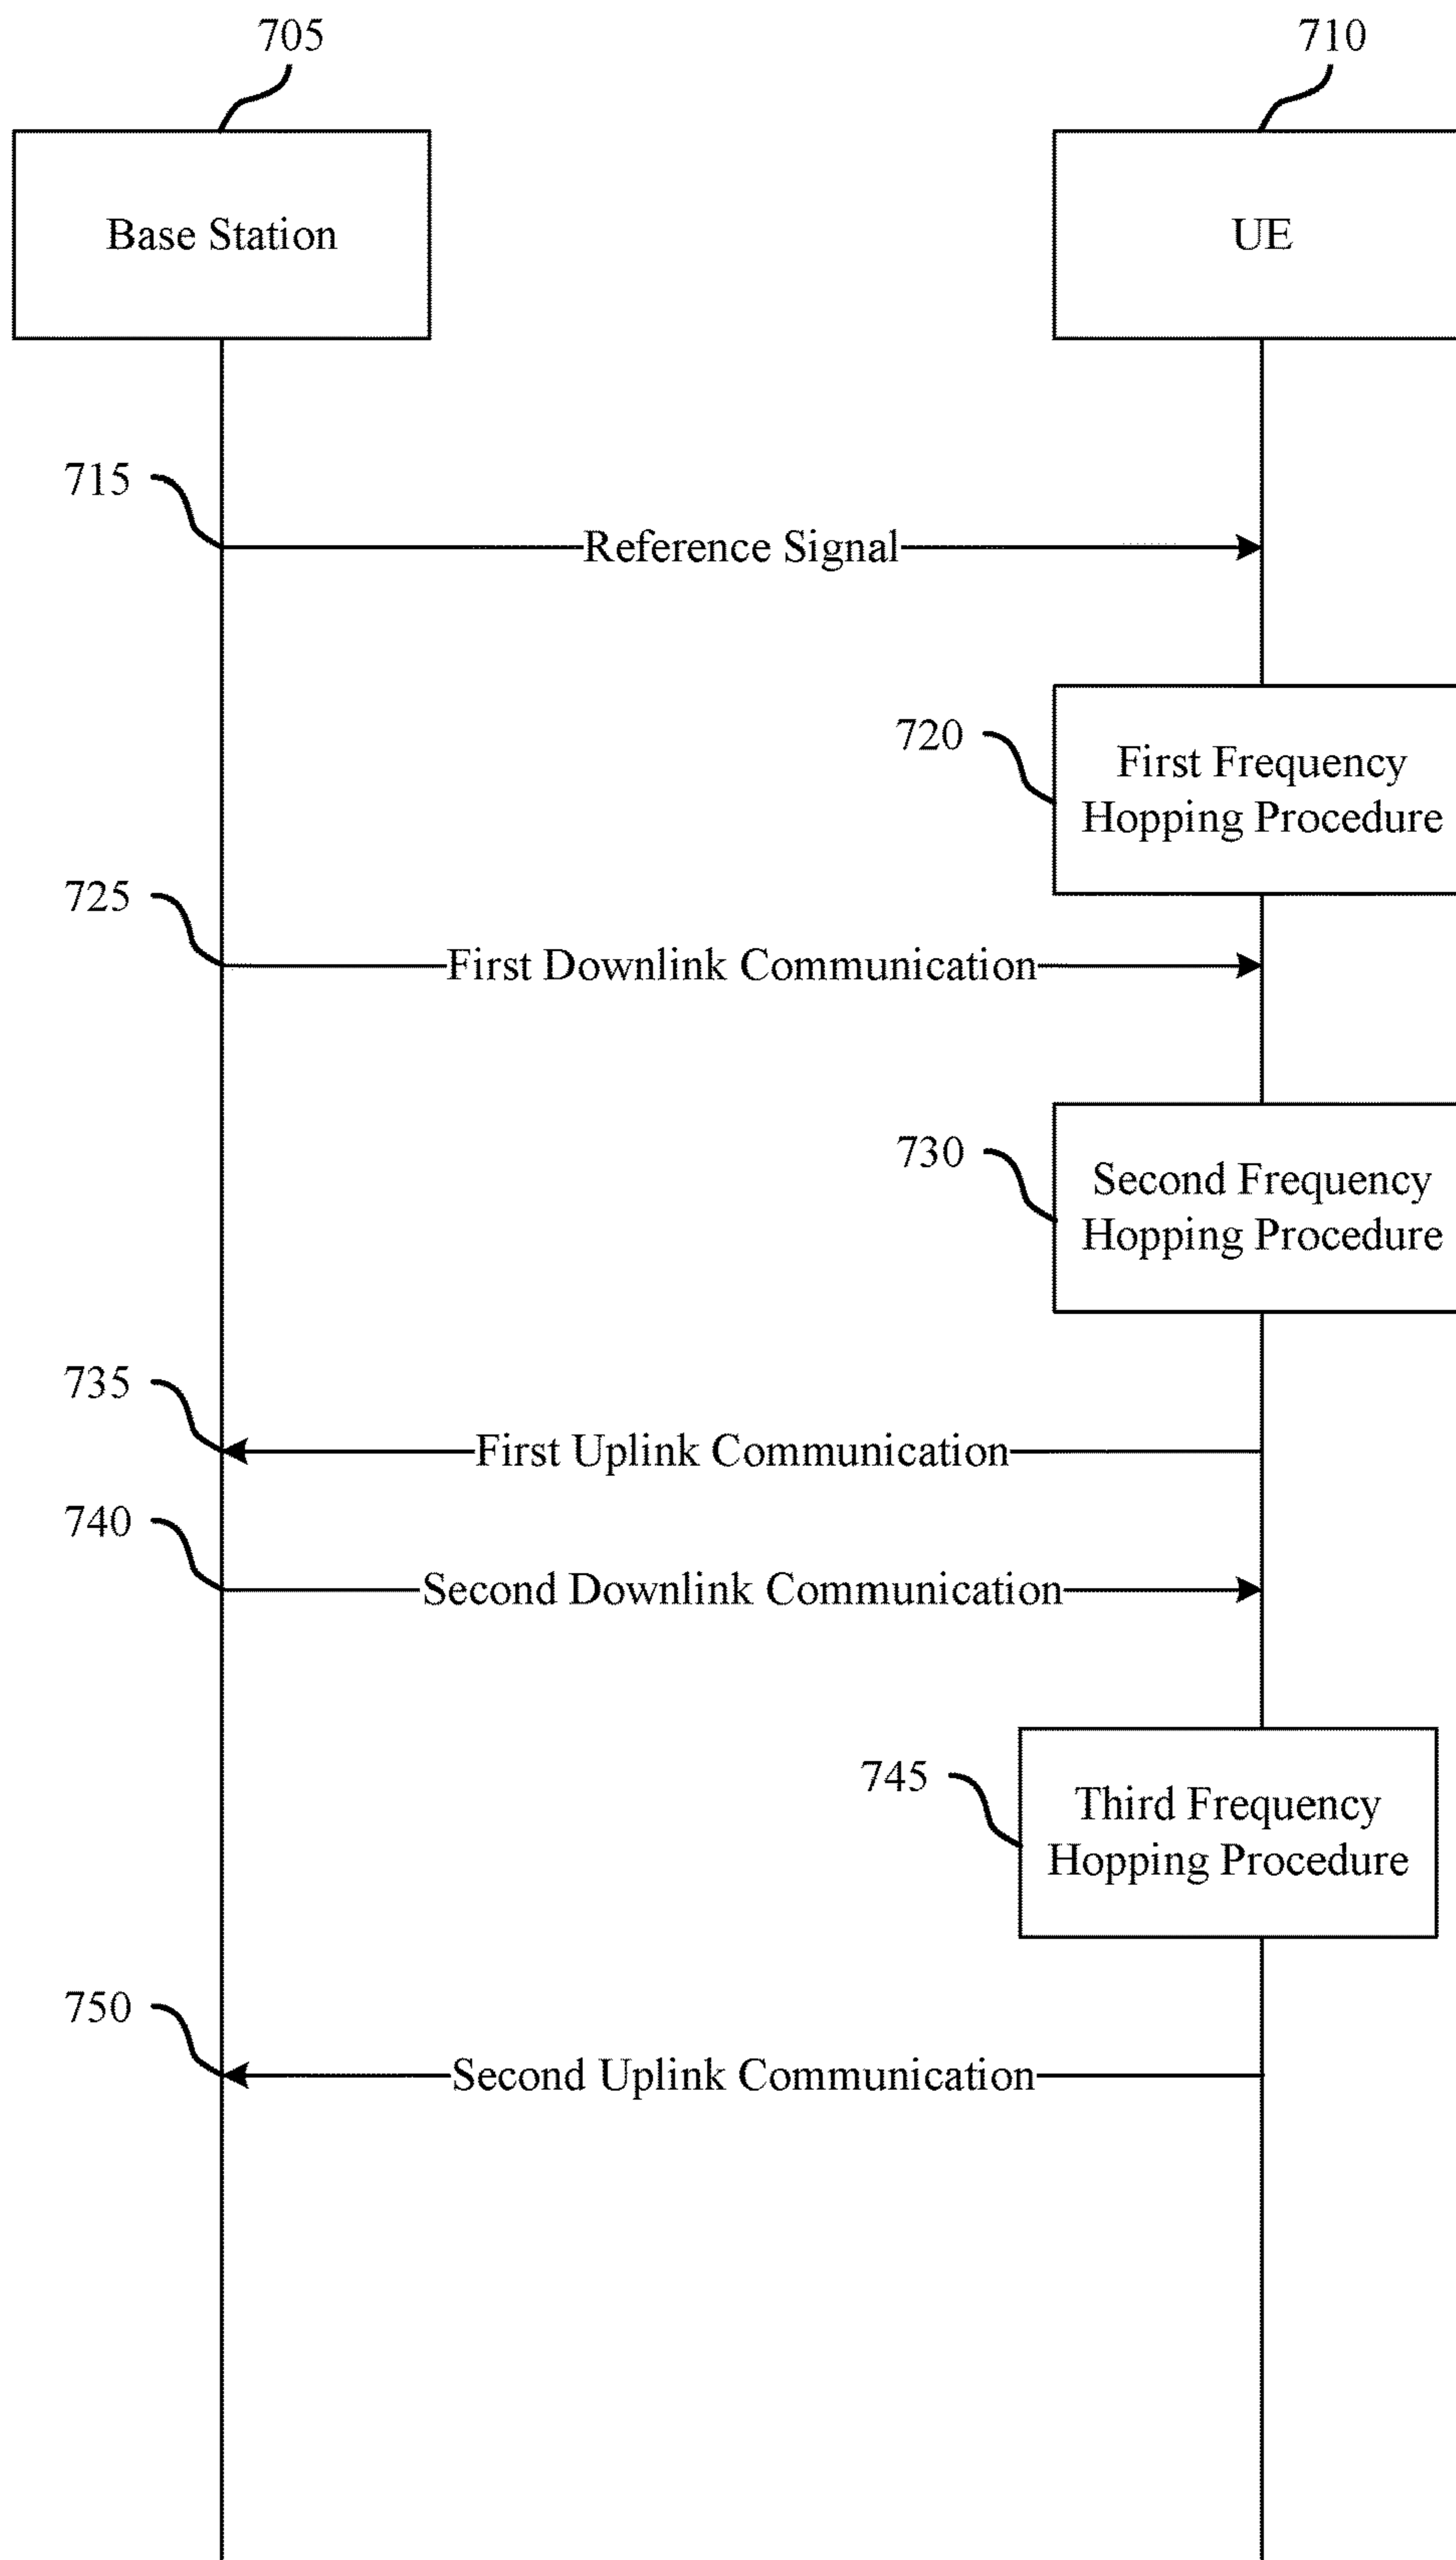 705
710
Base Station
UE
715
Reference Signal
720
First Frequency
Hopping Procedure
725
First Downlink Communication
730
Second Frequency
Hopping Procedure
735
First Uplink Communication
740
Second Downlink Communication
745
Third Frequency
Hopping Procedure
750
Second Uplink Communication